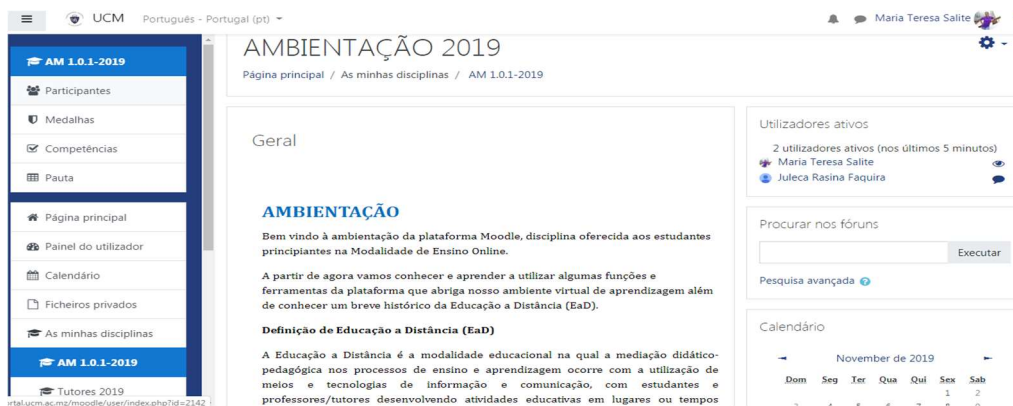 UCM Português - Portugal (pt) Maria Teresa Salite
AM 1.0.1-2019
Participantes
Medalhas
Competências
Pauta
Página principal
Painel do utilizador
Calendário
Ficheiros privados
As minhas disciplinas
AM 1.0.1-2019
Tutores 2019
rtal.ucm.ac.mz/moodle/user/index.php?id=2142
AMBIENTAÇÃO 2019
Página principal / As minhas disciplinas / AM 1.0.1-2019
Geral
AMBIENTAÇÃO
Bem vindo à ambientação da plataforma Moodle, disciplina oferecida aos estudantes
principiantes na Modalidade de Ensino Online.
A partir de agora vamos conhecer e aprender a utilizar algumas funções e
ferramentas da plataforma que abriga nosso ambiente virtual de aprendizagem além
de conhecer um breve histórico da Educação a Distância (EaD).
Definição de Educação a Distância (EaD)
A Educação a Distância é a modalidade educacional na qual a mediação didático-
pedagógica nos processos de ensino e aprendizagem ocorre com a utilização de
meios e tecnologias de informação e comunicação, com estudantes e
professores/tutores desenvolvendo atividades educativas em lugares ou tempos
Utilizadores ativos
2 utilizadores ativos (nos últimos 5 minutos)
Maria Teresa Salite
Juleca Rasina Faquira
Procurar nos fóruns
Executar
Pesquisa avançada
Calendário
November de 2019
Dom Seg Ter Qua Qui Sex Sab
1 2